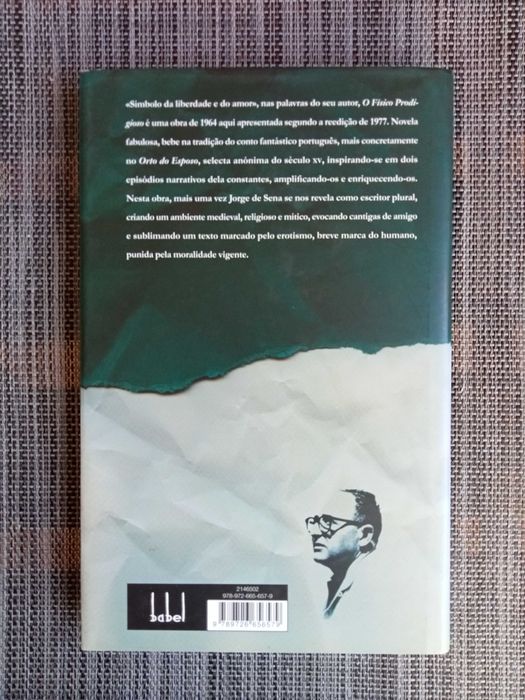 «Símbolo da liberdade e do amor», nas palavras do seu autor, O Físico Prodi-
gioso é uma obra de 1964 aqui apresentada segundo a reedição de 1977. Novela
fabulosa, bebe na tradição do conto fantástico português, mais concretamente
no Orto do Esposo, selecta anónima do século XV, inspirando-se em dois
episódios narrativos dela constantes, amplificando-os e enriquecendo-os.
Nesta obra, mais uma vez Jorge de Sena se nos revela como escritor plural,
criando um ambiente medieval, religioso e mítico, evocando cantigas de amigo
e sublimando um texto marcado pelo erotismo, breve marca do humano,
punida pela moralidade vigente.
babel
2146502
978-972-665-657-9
9 789726 656579